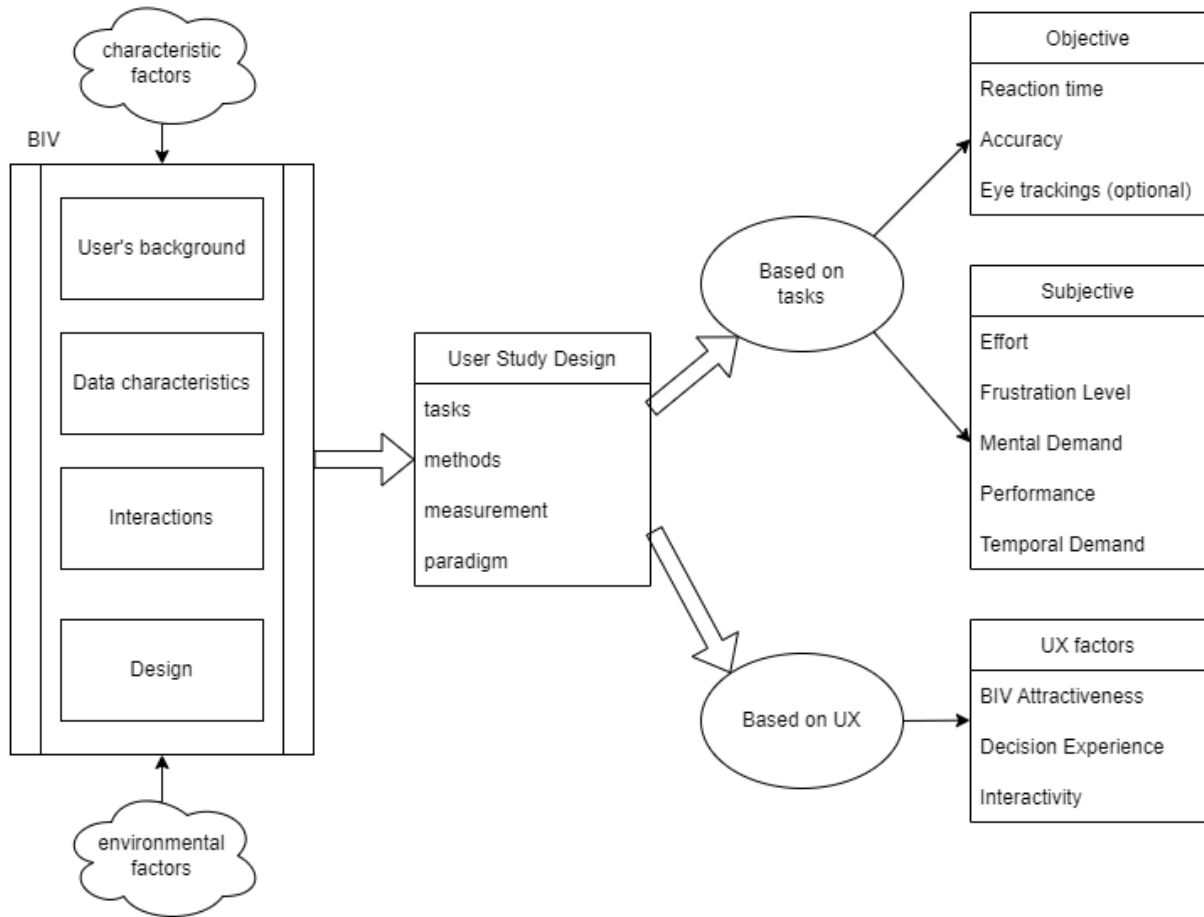 characteristic
factors
BIV
User's background
Data characteristics
Interactions
Design
environmental
factors
User Study Design
tasks
methods
measurement
paradigm
Based on
tasks
Based on UX
Objective
Reaction time
Accuracy
Eye trackings (optional)
Subjective
Effort
Frustration Level
Mental Demand
Performance
Temporal Demand
UX factors
BIV Attractiveness
Decision Experience
Interactivity